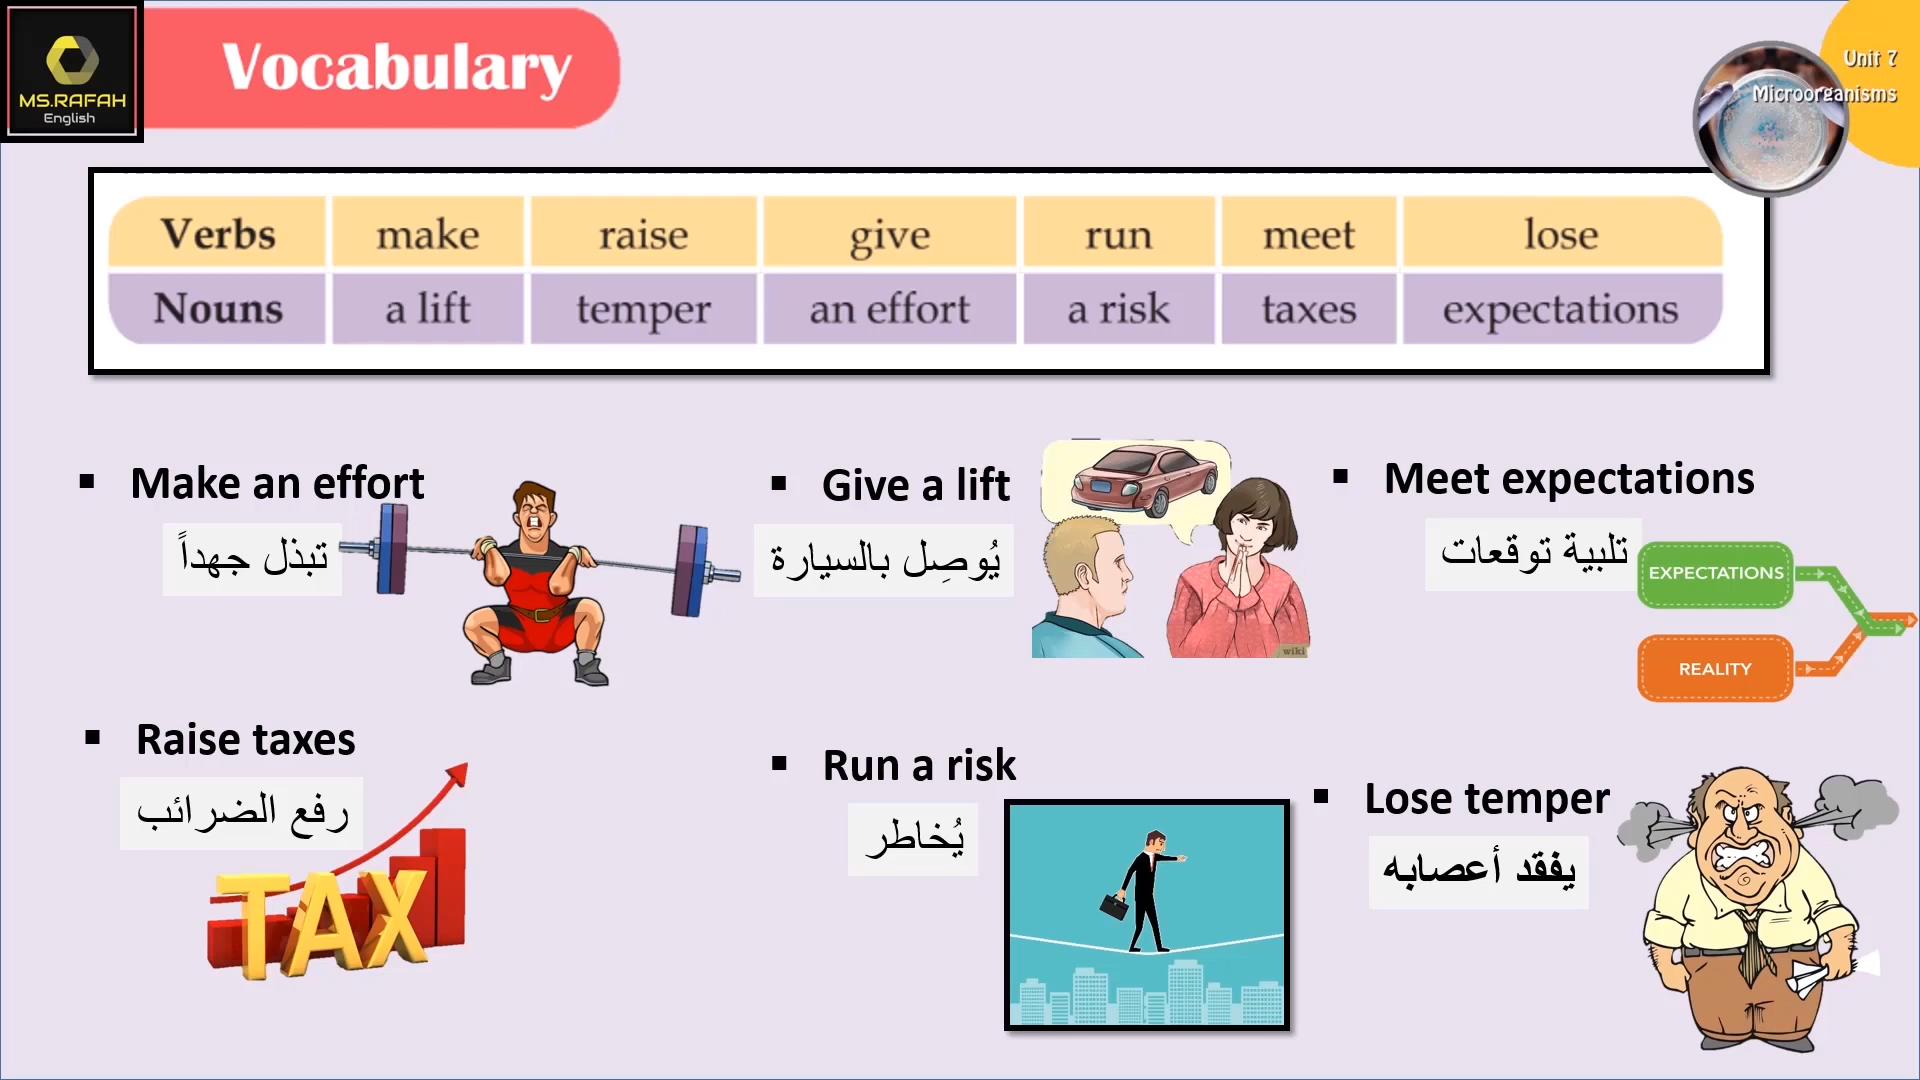 MS.RAFAH
English
Vocabulary
Unit 7
Microorganisms
Verbs make raise give run meet lose
Nouns a lift temper an effort a risk taxes expectations
▪ Make an effort
تبذل جهداً
▪ Give a lift
يُوصِل بالسيارة
wiki
▪ Meet expectations
تلبية توقعات
EXPECTATIONS
REALITY
▪ Raise taxes
رفع الضرائب
TAX
▪ Run a risk
يُخاطر
▪ Lose temper
يفقد أعصابه